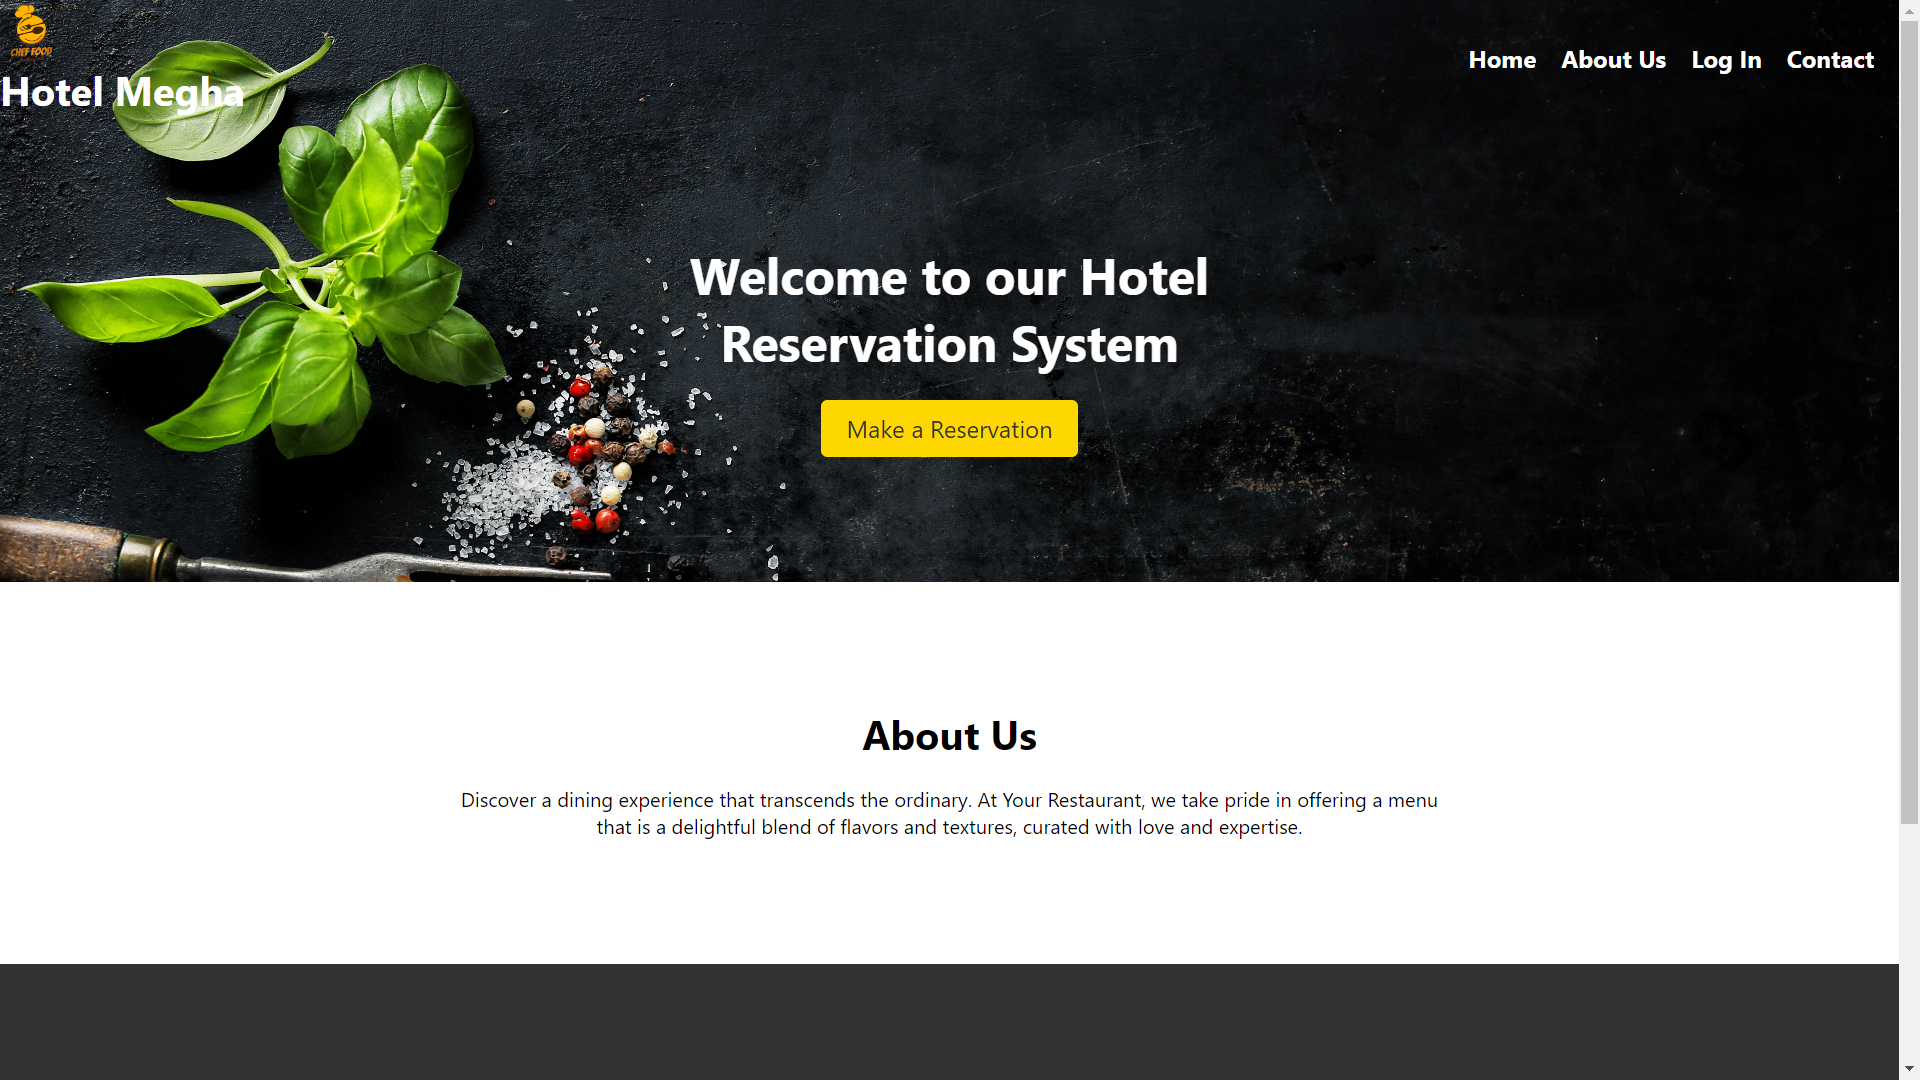 CHEF FOOD
Hotel Megha
Home About Us Log In Contact
Welcome to our Hotel
Reservation System
Make a Reservation
About Us
Discover a dining experience that transcends the ordinary. At Your Restaurant, we take pride in offering a menu
that is a delightful blend of flavors and textures, curated with love and expertise.